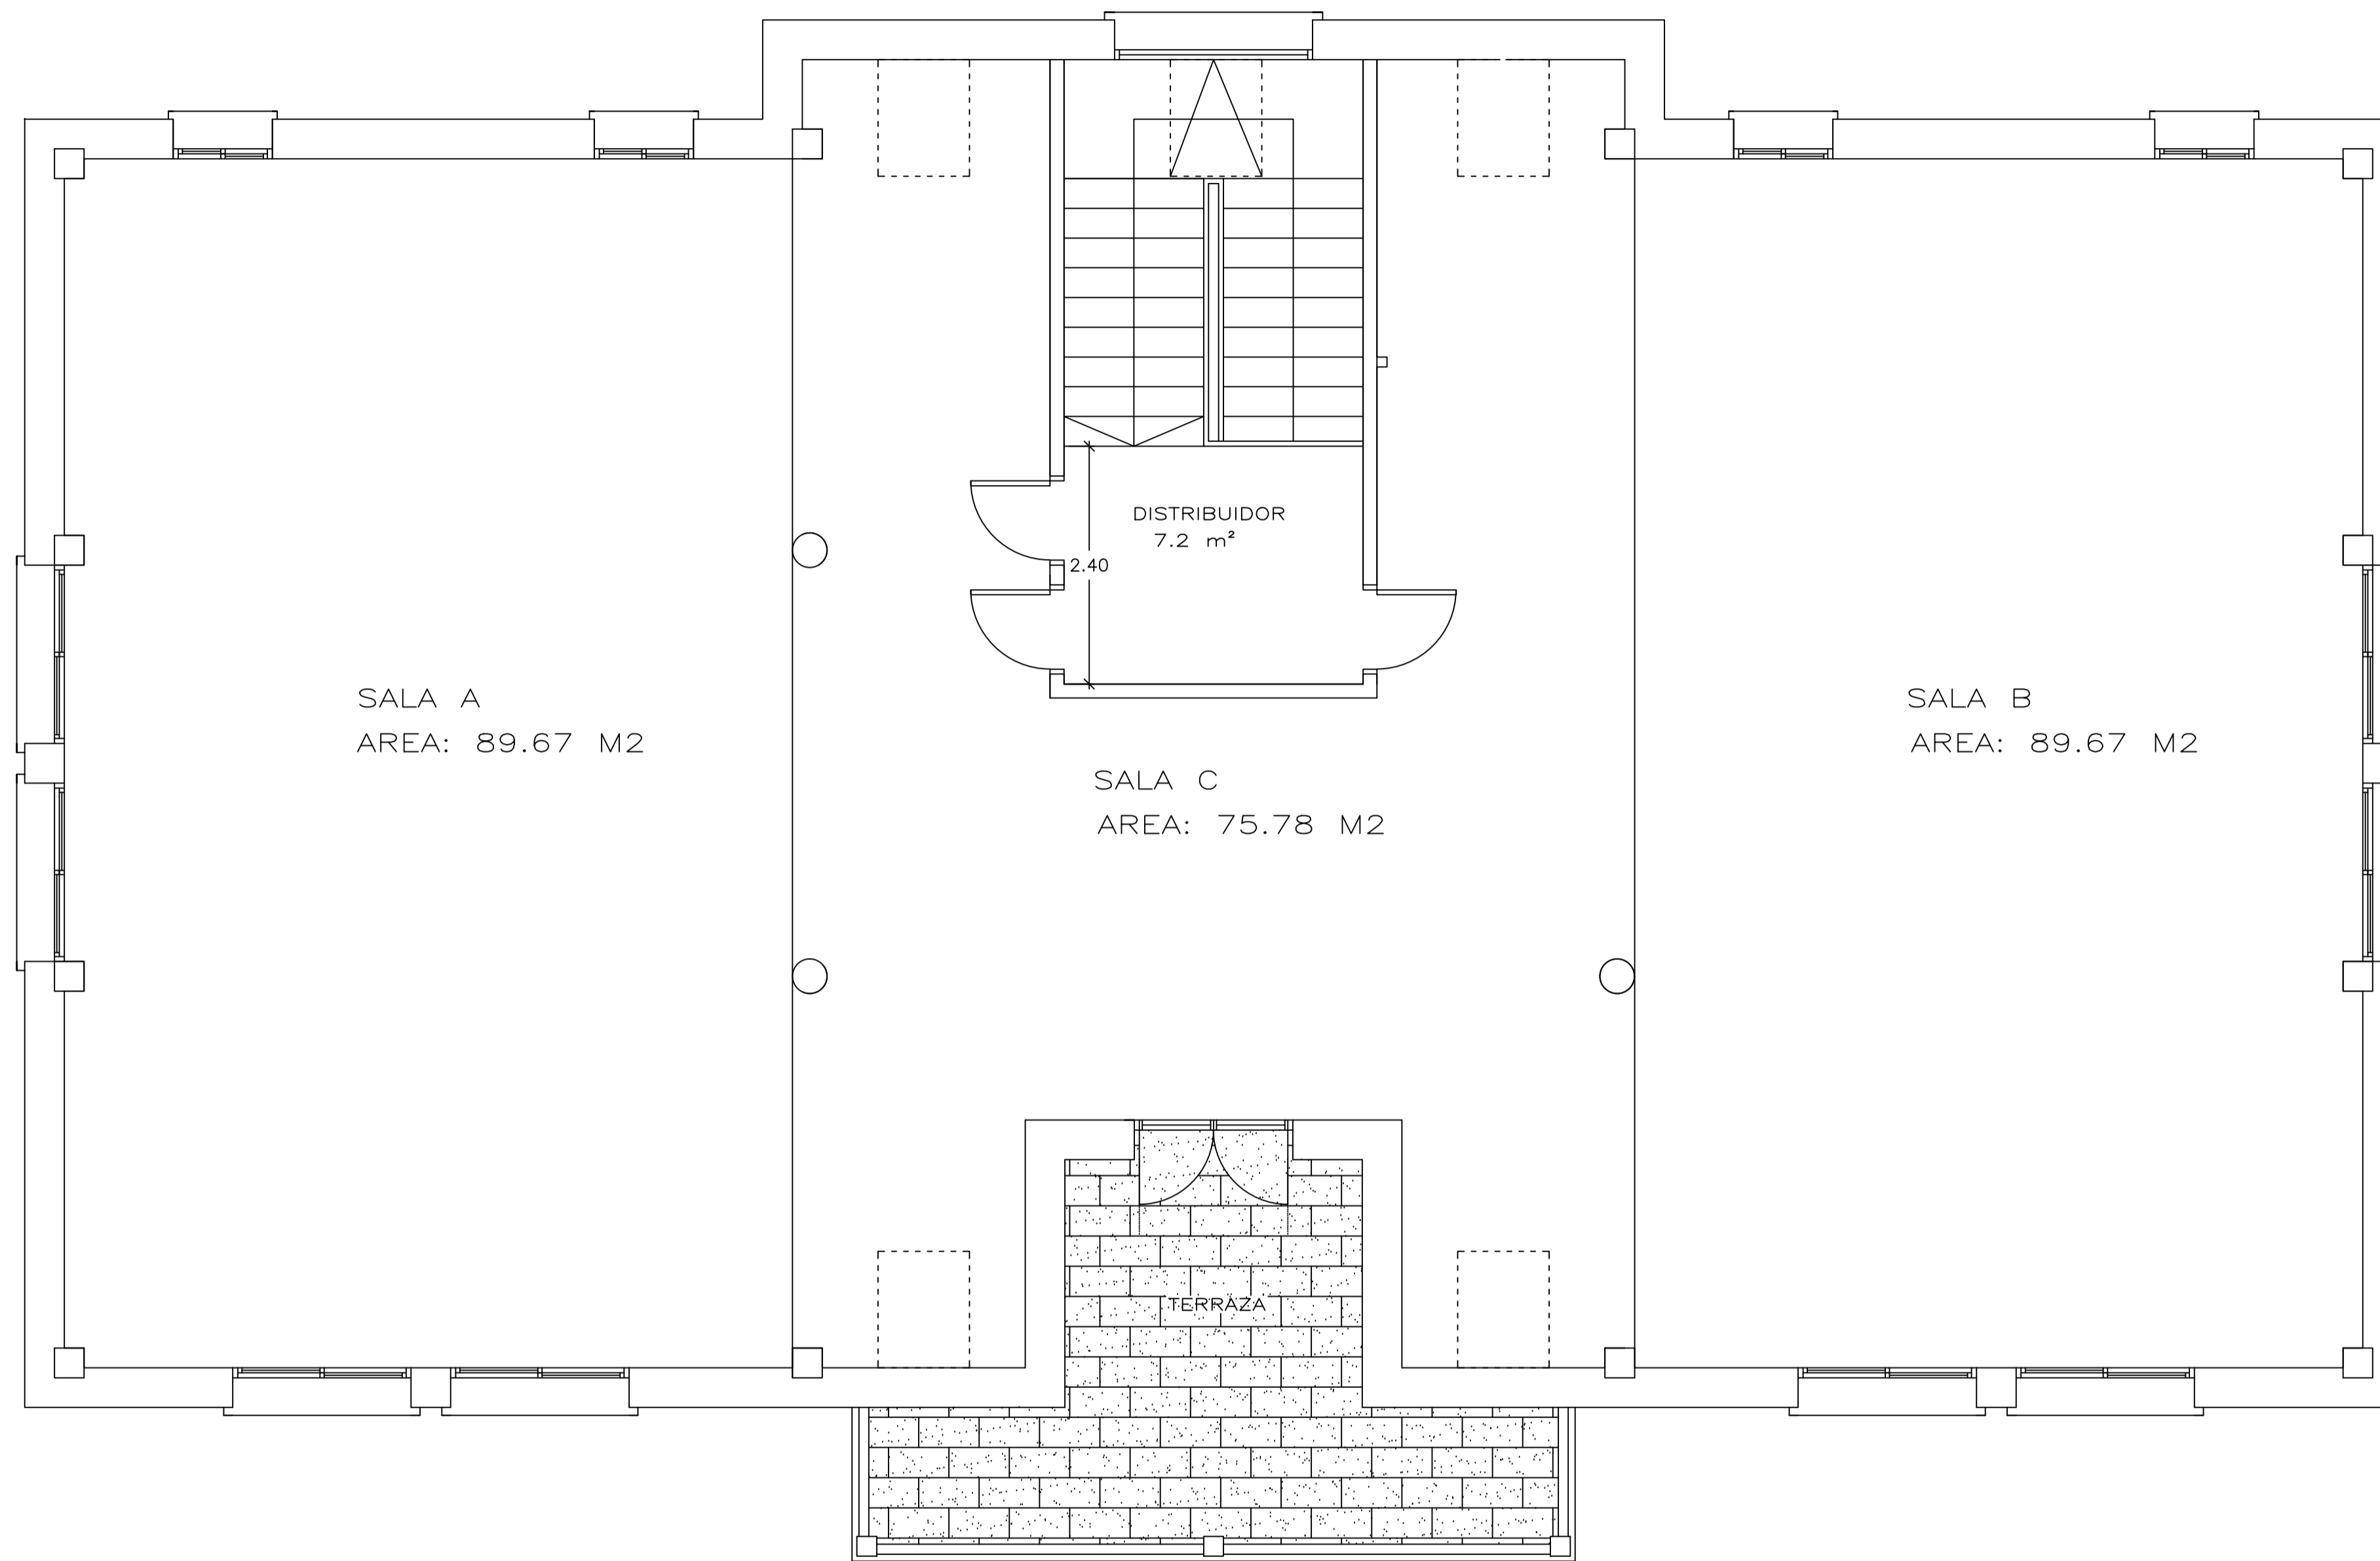 DISTRIBUIDOR
7.2 m²
2.40
SALA A
AREA: 89.67 M2
SALA B
AREA: 89.67 M2
SALA C
AREA: 75.78 M2
TERRAZA